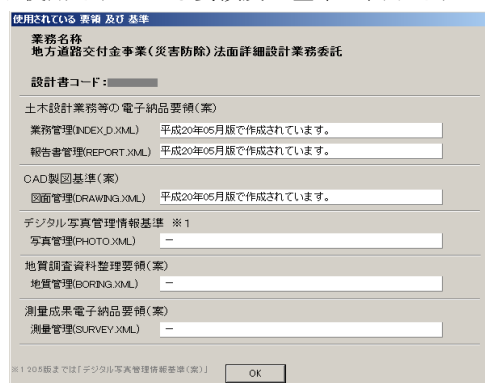 使用されている 要領 及び 基準
業務名称
地方道路交付金事業(災害防除)法面詳細設計業務委託
設計書コード:
土木設計業務等の電子納品要領(案)
業務管理(INDEX_D.XML) 平成20年05月版で作成されています。
報告書管理(REPORT.XML) 平成20年05月版で作成されています。
CAD製図基準(案)
図面管理(DRAWING.XML) 平成20年05月版で作成されています。
デジタル写真管理情報基準 ※1
写真管理(PHOTO.XML) −
地質調査資料整理要領(案)
地質管理(BORING.XML) −
測量成果電子納品要領(案)
測量管理(SURVEY.XML) −
※1 20.5版までは『デジタル写真管理情報基準(案)』
OK